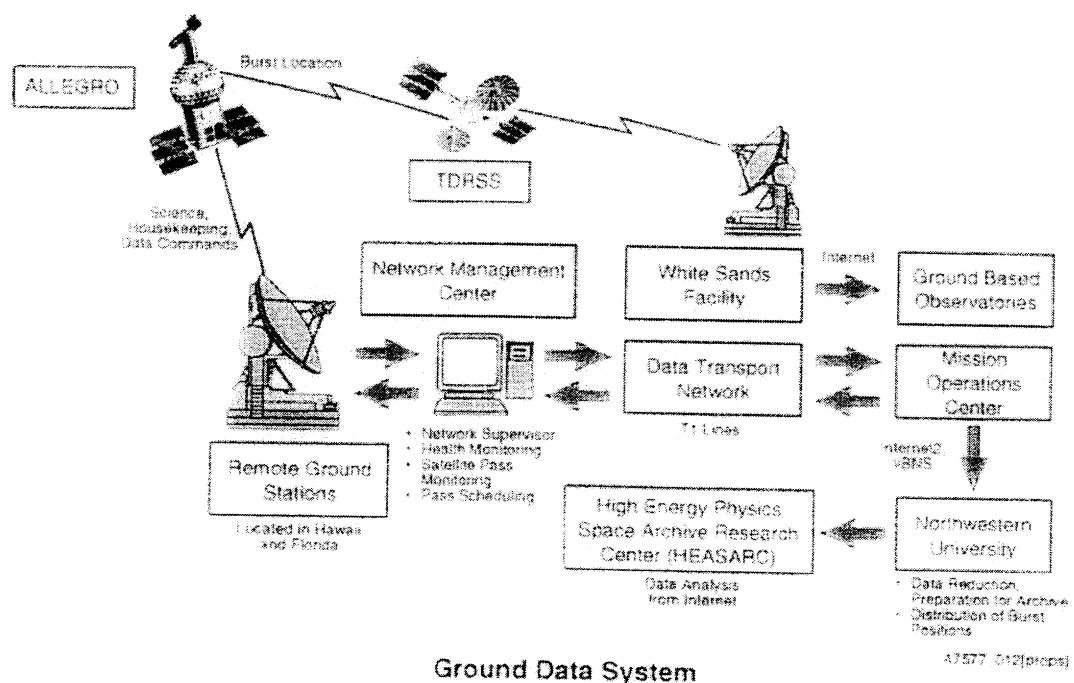 Burst Location
ALLEGRO
TDRSS
Science,
Housekeeping,
Data Commands
Network Management
Center
White Sands
Facility
Internet
Ground Based
Observatories
Data Transport
Network
T1 Lines
Mission
Operations
Center
• Network Supervisor
• Health Monitoring
• Satellite Pass
Monitoring
• Pass Scheduling
Remote Ground
Stations
Located in Hawaii
and Florida
Internet2,
vBNS
High Energy Physics
Space Archive Research
Center (HEASARC)
Data Analysis
from Internet
Northwestern
University
• Data Reduction,
Preparation for Archive
• Distribution of Burst
Positions
A7577_012[props]
Ground Data System